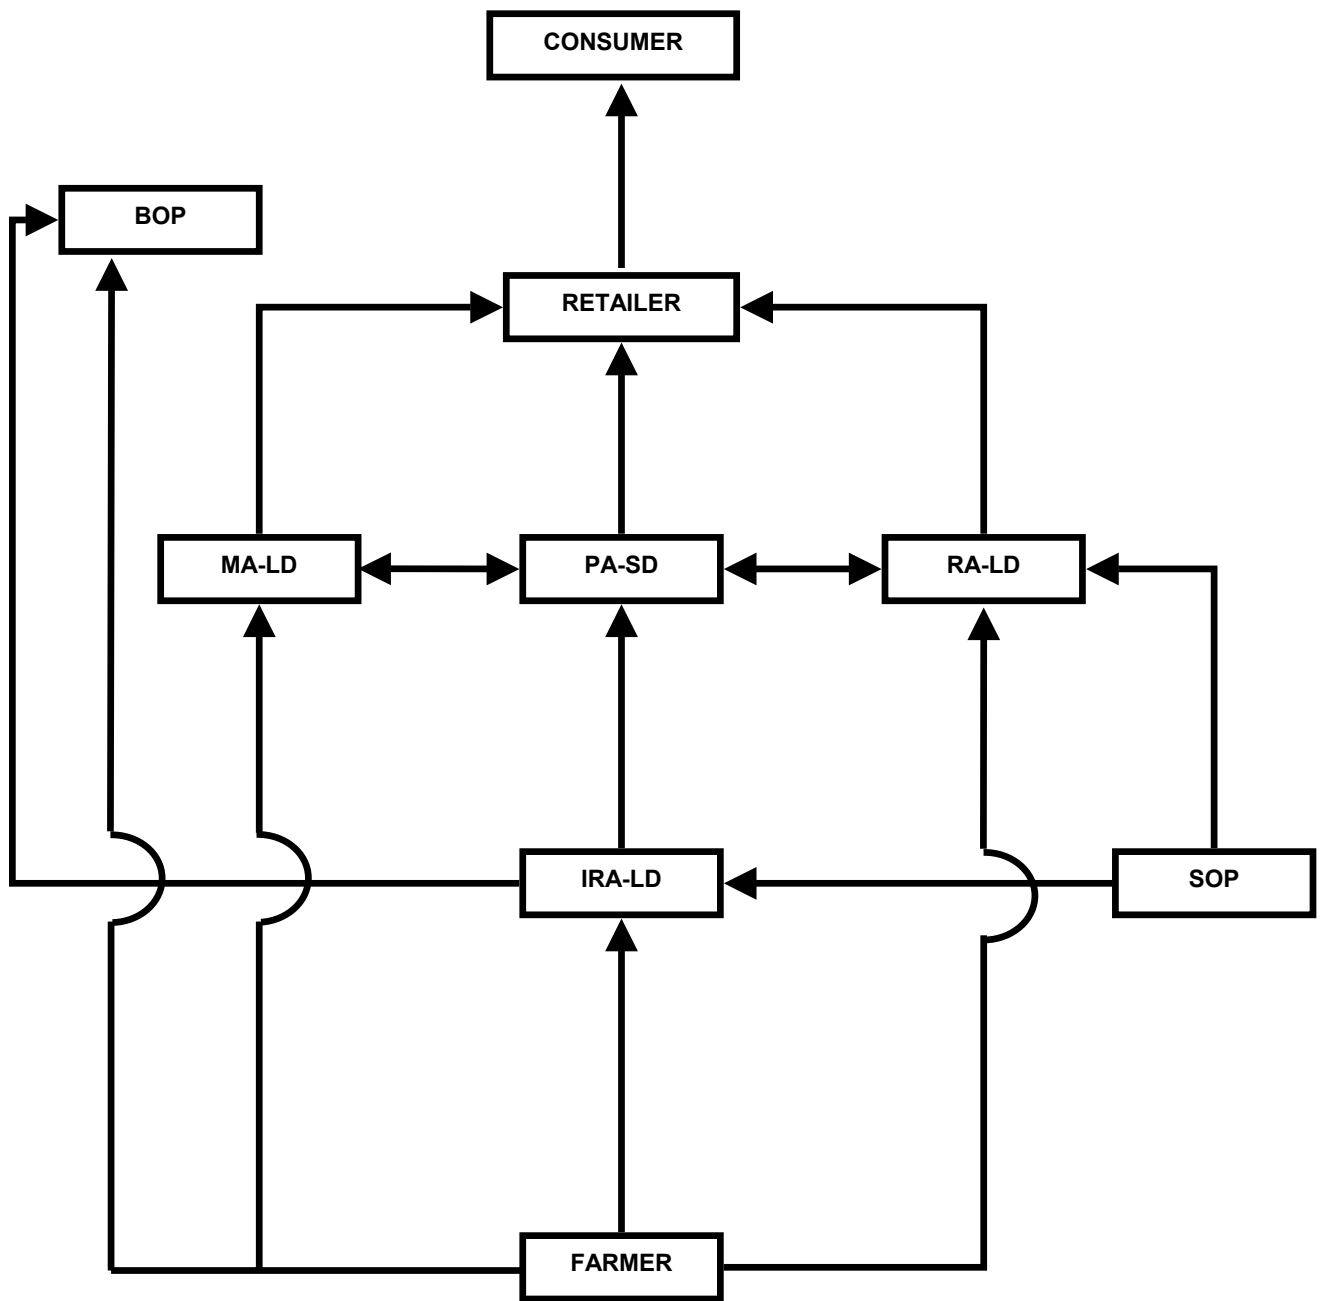 CONSUMER
BOP
RETAILER
MA-LD
PA-SD
RA-LD
IRA-LD
SOP
FARMER